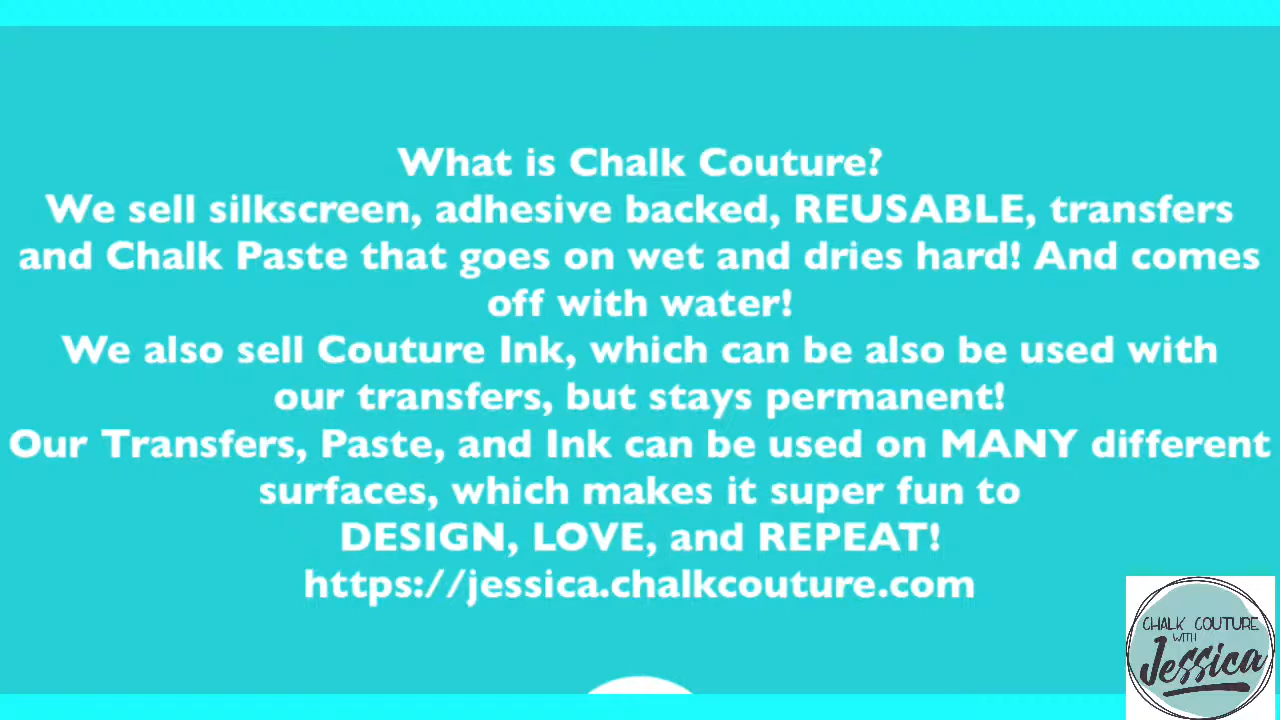 What is Chalk Couture?
We sell silkscreen, adhesive backed, REUSABLE, transfers
and Chalk Paste that goes on wet and dries hard! And comes
off with water!
We also sell Couture Ink, which can be also be used with
our transfers, but stays permanent!
Our Transfers, Paste, and Ink can be used on MANY different
surfaces, which makes it super fun to
DESIGN, LOVE, and REPEAT!
https://jessica.chalkcouture.com
CHALK COUTURE
WITH
Jessica